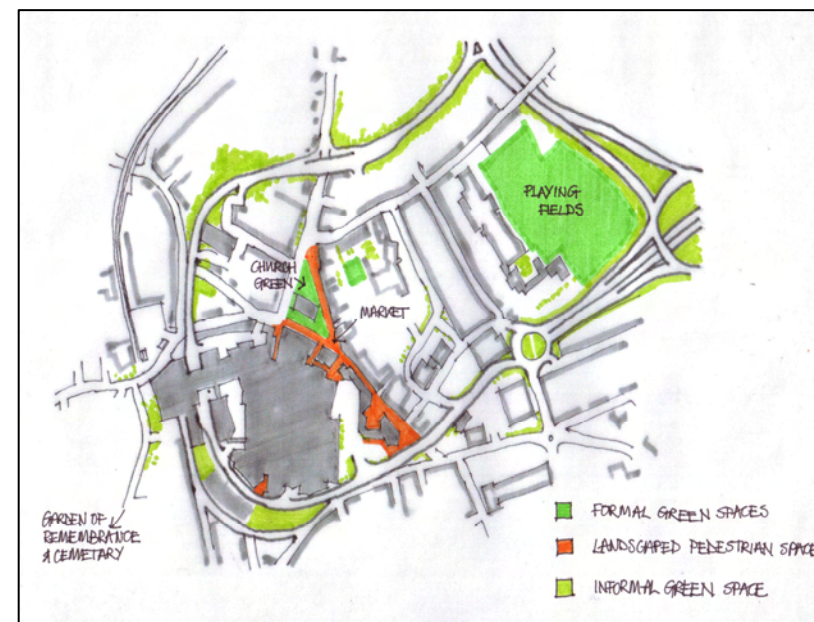 PLAYING
FIELDS
CHURCH
GREEN
MARKET
GARDEN OF
REMEMBRANCE
& CEMETARY
FORMAL GREEN SPACES
LANDSCAPED PEDESTRIAN SPACE
INFORMAL GREEN SPACE